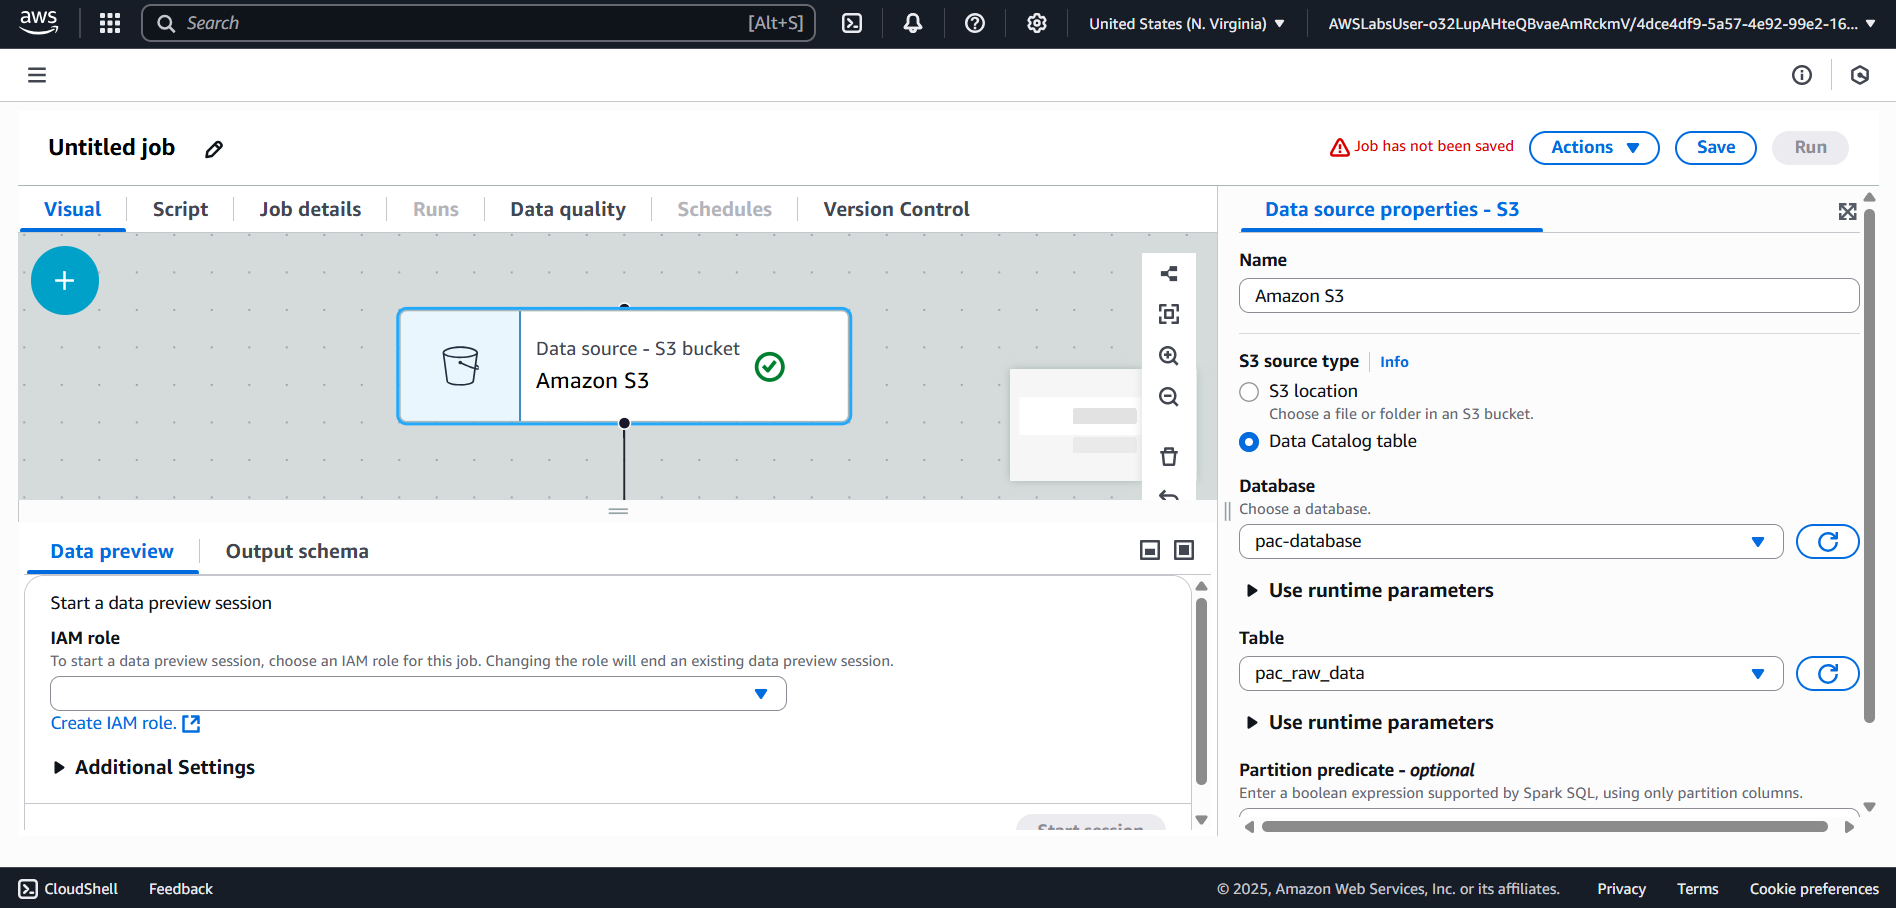 aws
Search
[Alt+S]
United States (N. Virginia)
AWSLabsUser-o32LupAHteQBvaeAmRckmV/4dce4df9-5a57-4e92-99e2-16...
Untitled job
Job has not been saved
Actions
Save
Run
Visual
Script
Job details
Runs
Data quality
Schedules
Version Control
Data source - S3 bucket
Amazon S3
Data preview
Output schema
Start a data preview session
IAM role
To start a data preview session, choose an IAM role for this job. Changing the role will end an existing data preview session.
Create IAM role.
Additional Settings
Start session
Data source properties - S3
Name
Amazon S3
S3 source type
Info
S3 location
Choose a file or folder in an S3 bucket.
Data Catalog table
Database
Choose a database.
pac-database
Use runtime parameters
Table
pac_raw_data
Use runtime parameters
Partition predicate - optional
Enter a boolean expression supported by Spark SQL, using only partition columns.
CloudShell
Feedback
© 2025, Amazon Web Services, Inc. or its affiliates.
Privacy
Terms
Cookie preferences